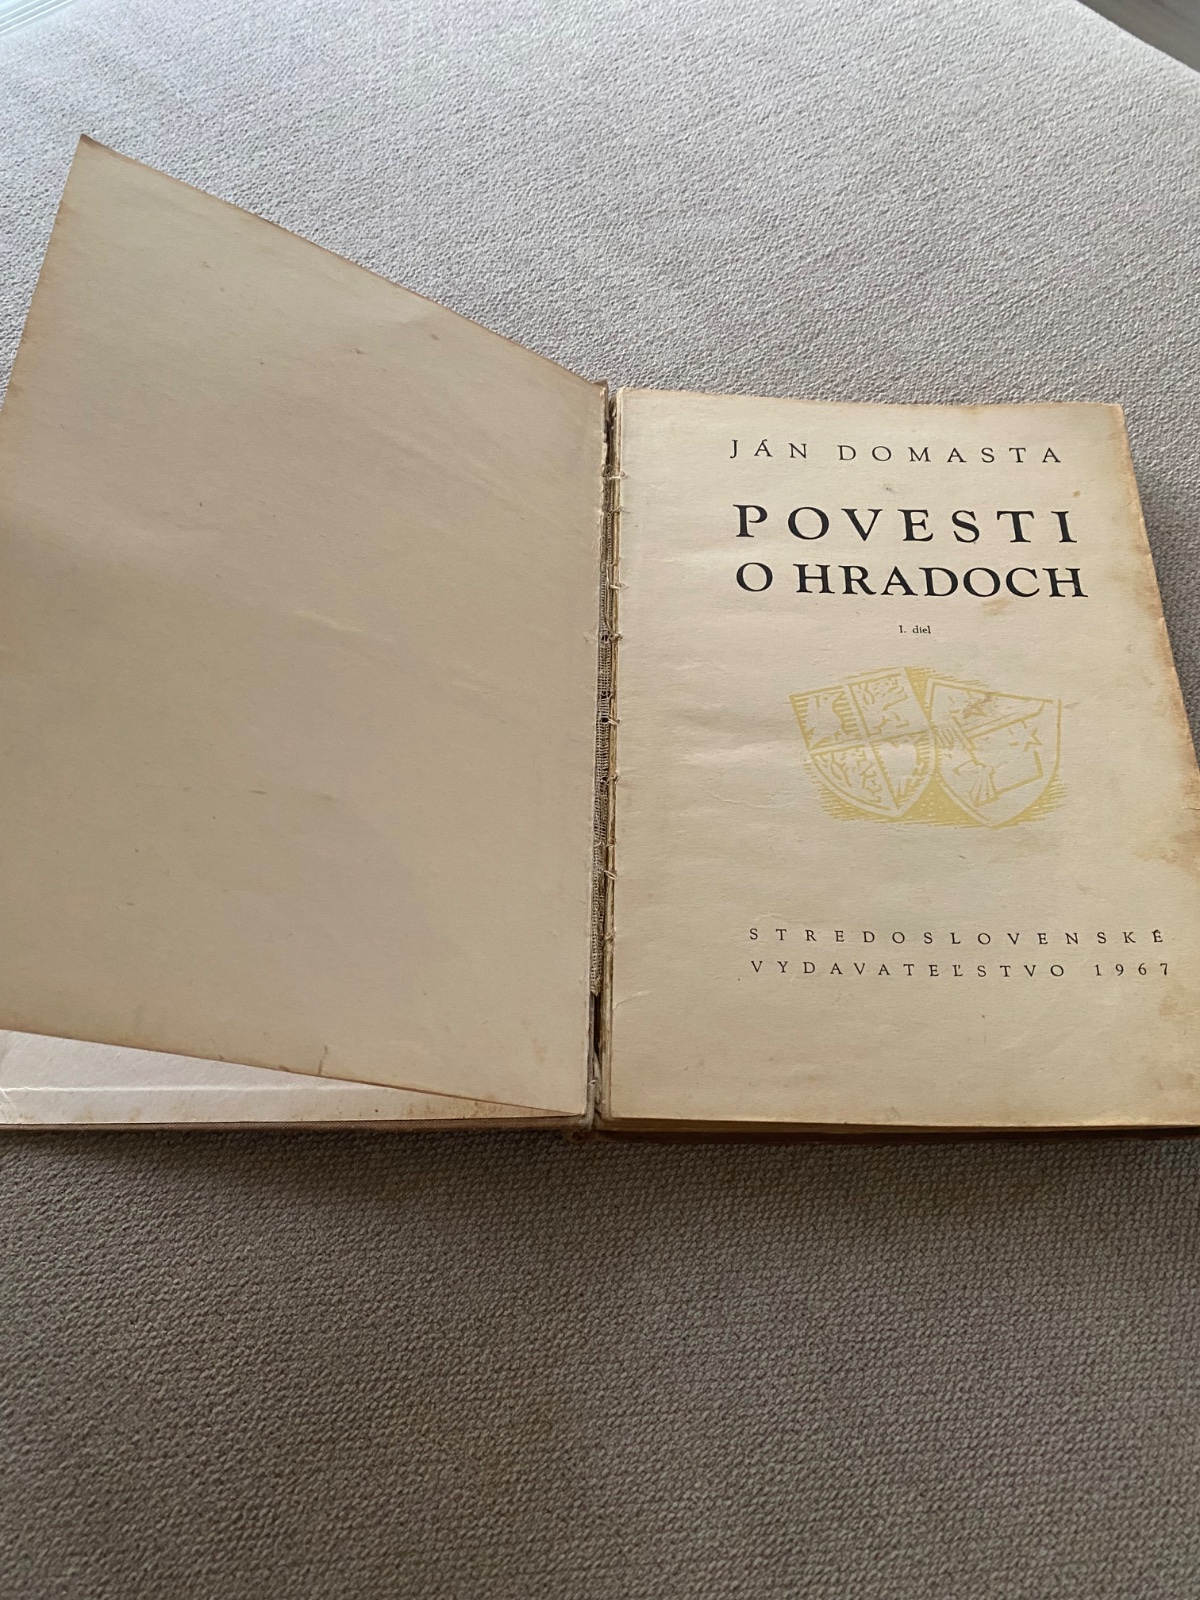 JÁN DOMASTA
POVESTI
O HRADOCH
I. diel
STREDOSLOVENSKÉ
VYDAVATEĽSTVO 1967